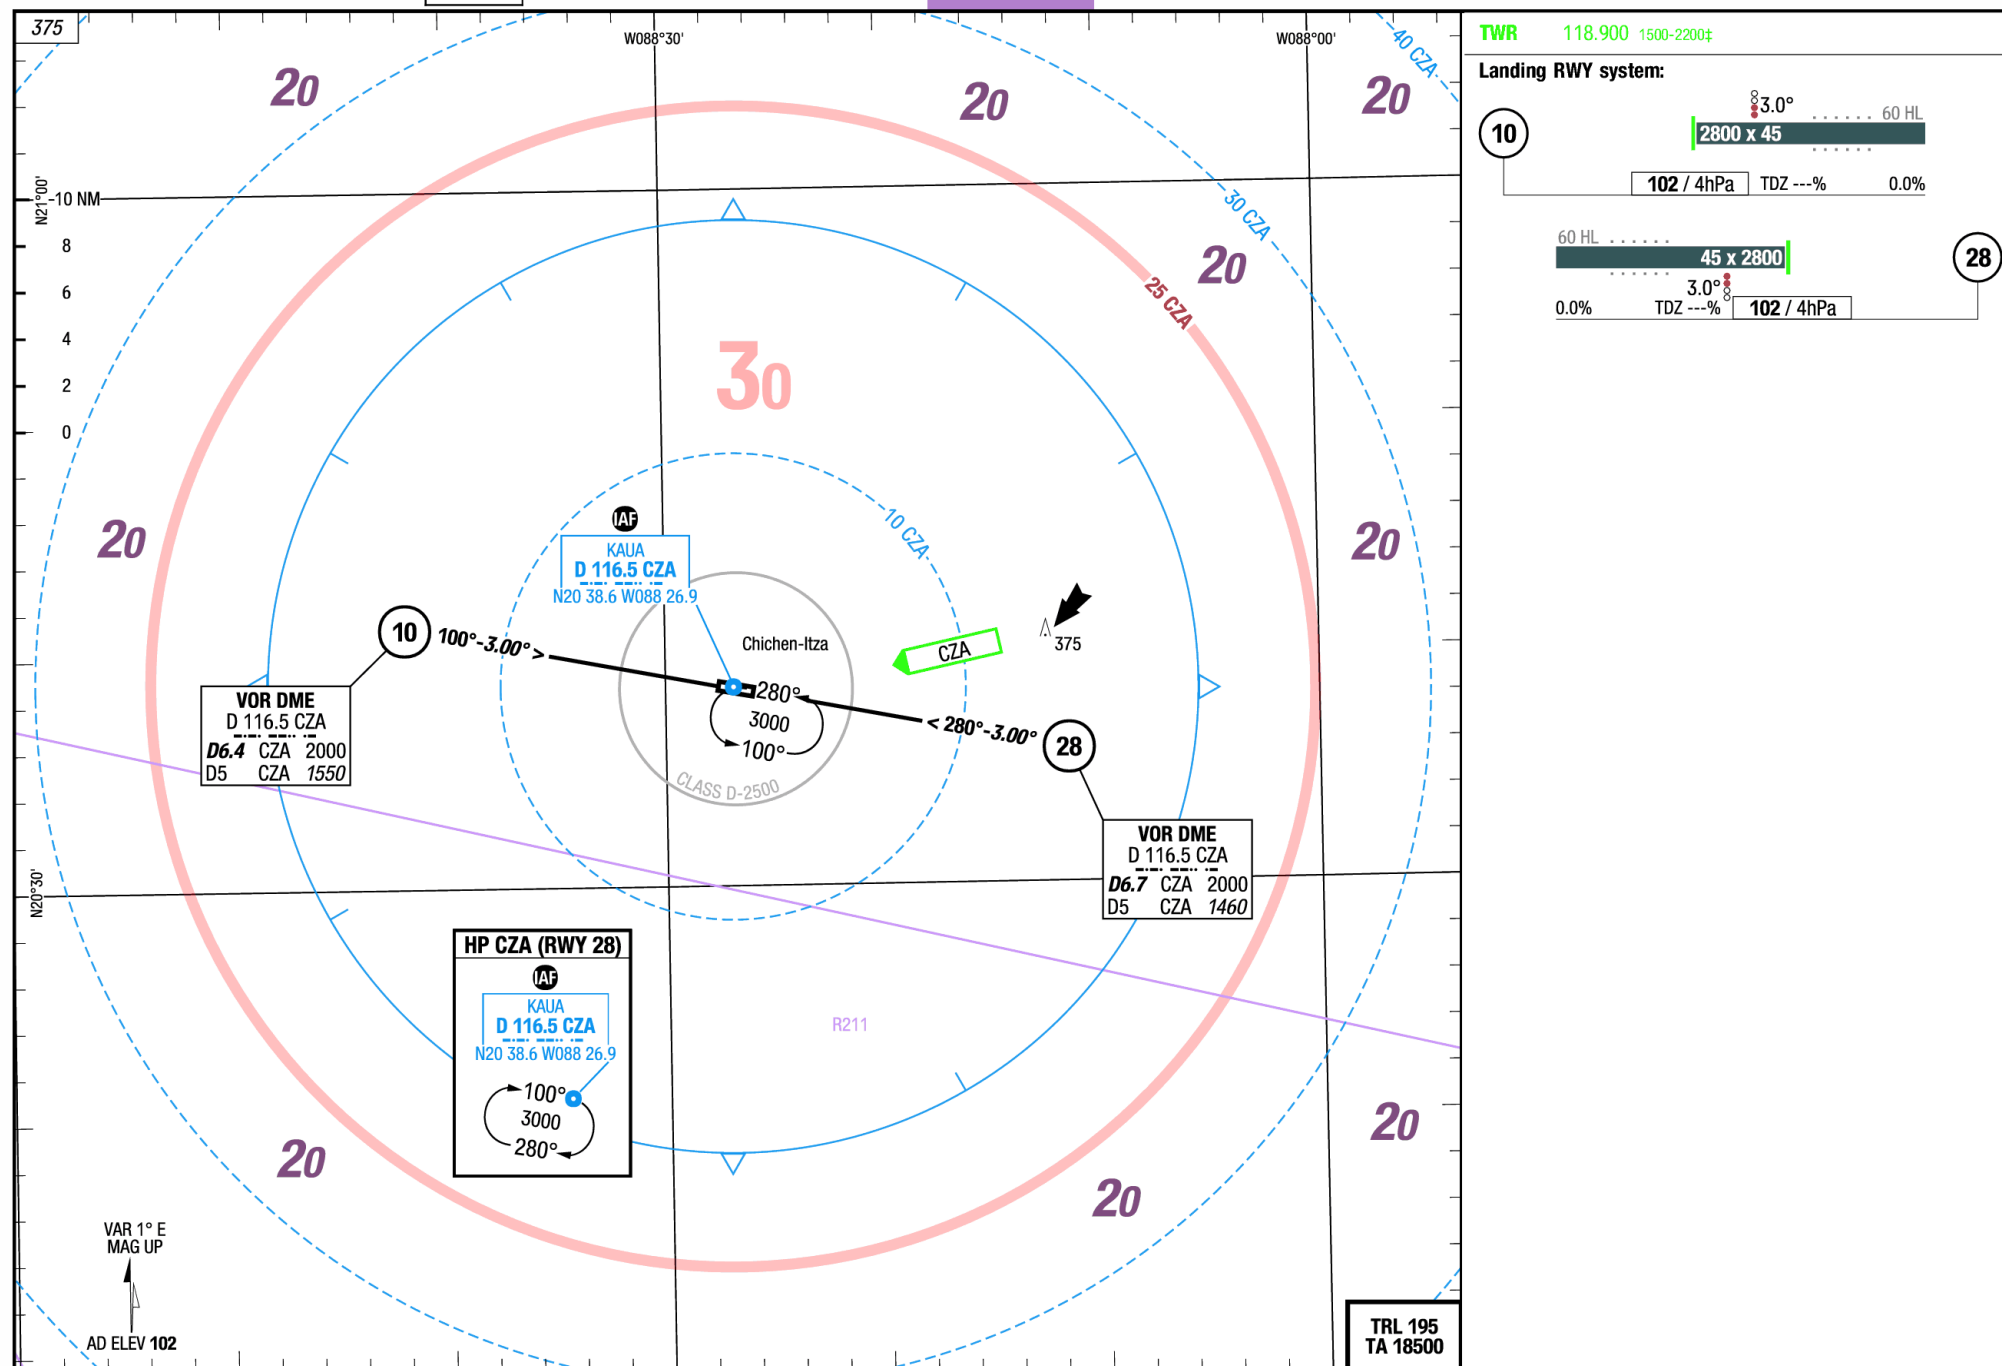 375
W088°30'
W088°00'
40 CZA
20
20
20
N21°00'
10 NM
8
6
4
2
0
30 CZA
20
25 CZA
30
20
10 CZA
20
IAF
KAUA
D 116.5 CZA
N20 38.6 W088 26.9
Chichen-Itza
CZA
375
10
100°-3.00° >
280°
3000
100°
< 280°-3.00°
28
CLASS D-2500
VOR DME
D 116.5 CZA
D6.4 CZA 2000
D5 CZA 1550
VOR DME
D 116.5 CZA
D6.7 CZA 2000
D5 CZA 1460
N20°30'
HP CZA (RWY 28)
IAF
KAUA
D 116.5 CZA
N20 38.6 W088 26.9
100°
3000
280°
R211
20
20
20
VAR 1° E
MAG UP
AD ELEV 102
TRL 195
TA 18500
TWR 118.900 1500-2200‡
Landing RWY system:
10
3.0°
60 HL
2800 x 45
102 / 4hPa TDZ ---% 0.0%
60 HL
45 x 2800
28
3.0°
0.0% TDZ ---% 102 / 4hPa